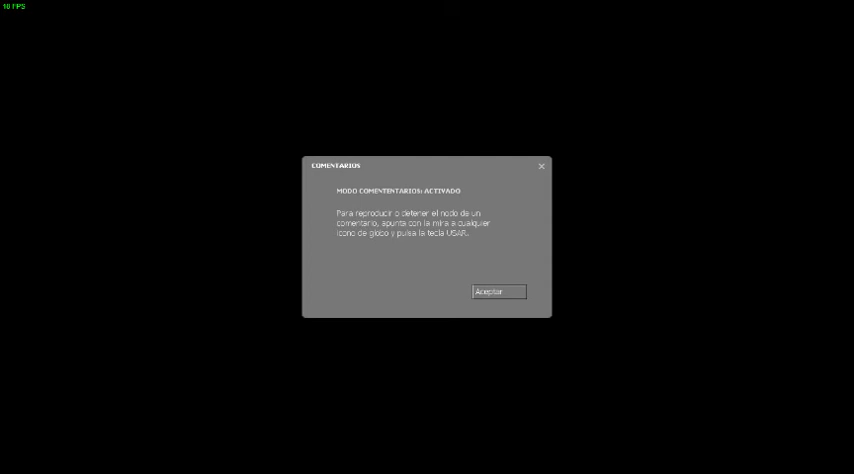 10 FPS
COMENTARIOS
MODO COMENTENTARIOS: ACTIVADO
Para reproducir o detener el nodo de un
comentario, apunta con la mira a cualquier
icono de globo y pulsa la tecla USAR.
Aceptar